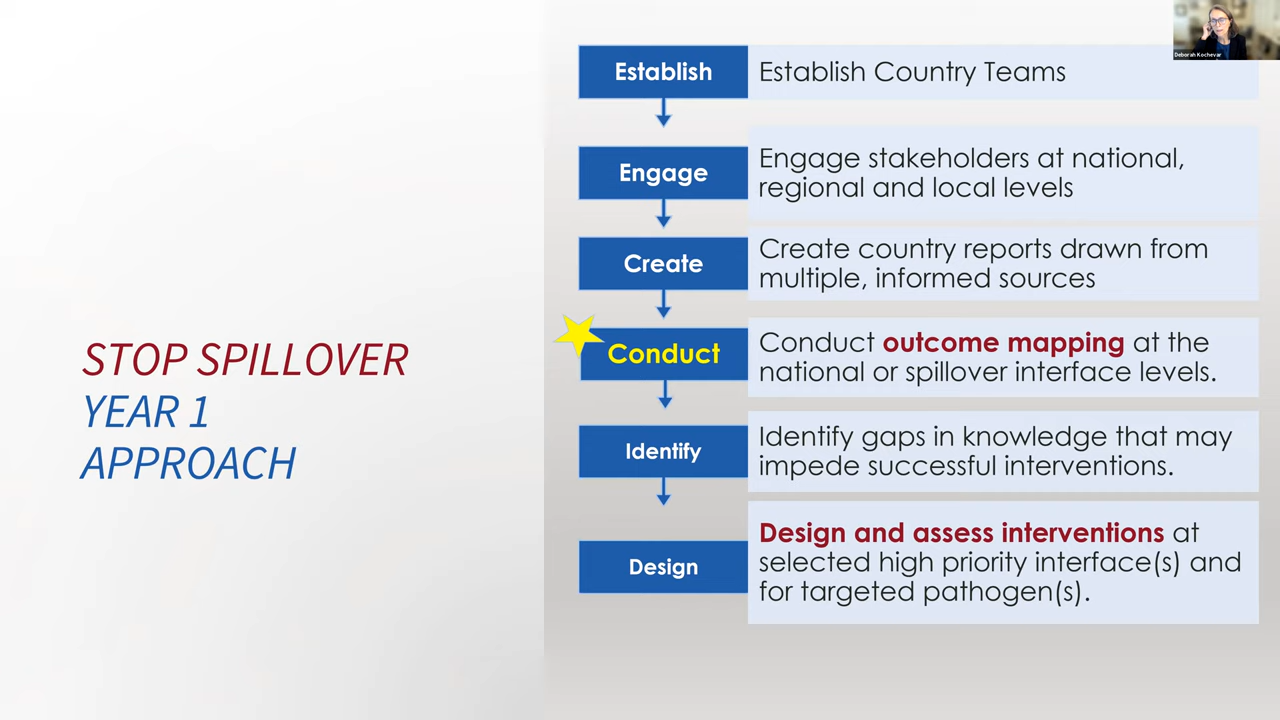 Deborah Kochevar
STOP SPILLOVER
YEAR 1
APPROACH
Establish
Establish Country Teams
Engage
Engage stakeholders at national,
regional and local levels
Create
Create country reports drawn from
multiple, informed sources
Conduct
Conduct outcome mapping at the
national or spillover interface levels.
Identify
Identify gaps in knowledge that may
impede successful interventions.
Design
Design and assess interventions at
selected high priority interface(s) and
for targeted pathogen(s).